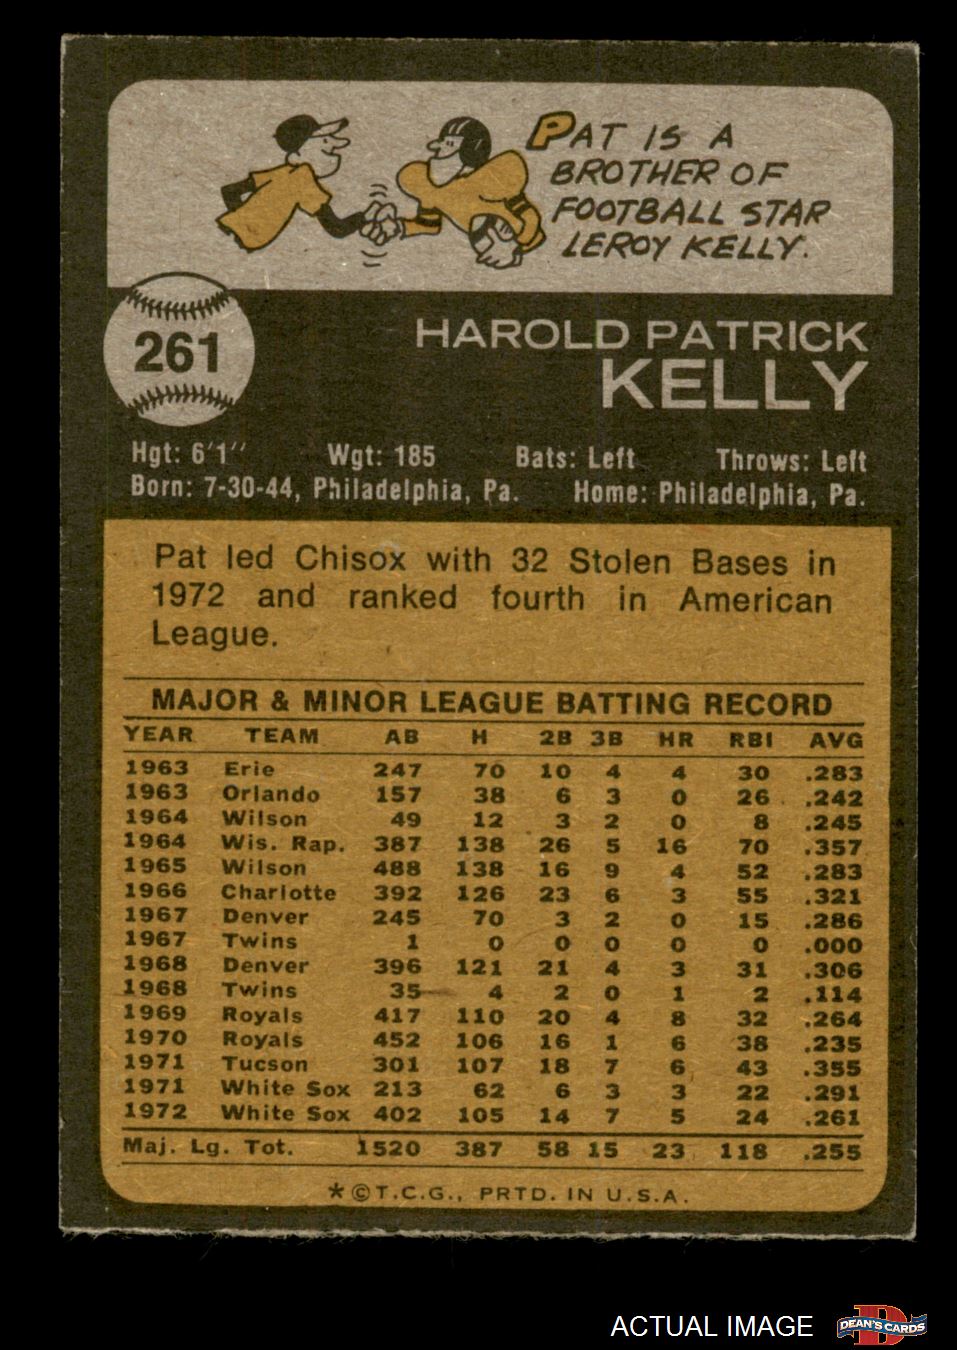 PAT IS A
BROTHER OF
FOOTBALL STAR
LEROY KELLY.
261
HAROLD PATRICK
KELLY
Hgt: 6'1" Wgt: 185 Bats: Left Throws: Left
Born: 7-30-44, Philadelphia, Pa. Home: Philadelphia, Pa.
Pat led Chisox with 32 Stolen Bases in
1972 and ranked fourth in American
League.
MAJOR & MINOR LEAGUE BATTING RECORD
YEAR TEAM AB H 2B 3B HR RBI AVG
1963 Erie 247 70 10 4 4 30 .283
1963 Orlando 157 38 6 3 0 26 .242
1964 Wilson 49 12 3 2 0 8 .245
1964 Wis. Rap. 387 138 26 5 16 70 .357
1965 Wilson 488 138 16 9 4 52 .283
1966 Charlotte 392 126 23 6 3 55 .321
1967 Denver 245 70 3 2 0 15 .286
1967 Twins 1 0 0 0 0 0 .000
1968 Denver 396 121 21 4 3 31 .306
1968 Twins 35 4 2 0 1 2 .114
1969 Royals 417 110 20 4 8 32 .264
1970 Royals 452 106 16 1 6 38 .235
1971 Tucson 301 107 18 7 6 43 .355
1971 White Sox 213 62 6 3 3 22 .291
1972 White Sox 402 105 14 7 5 24 .261
Maj. Lg. Tot. 1520 387 58 15 23 118 .255
*©T.C.G., PRTD. IN U.S.A.
ACTUAL IMAGE
D
DEAN'S CARDS